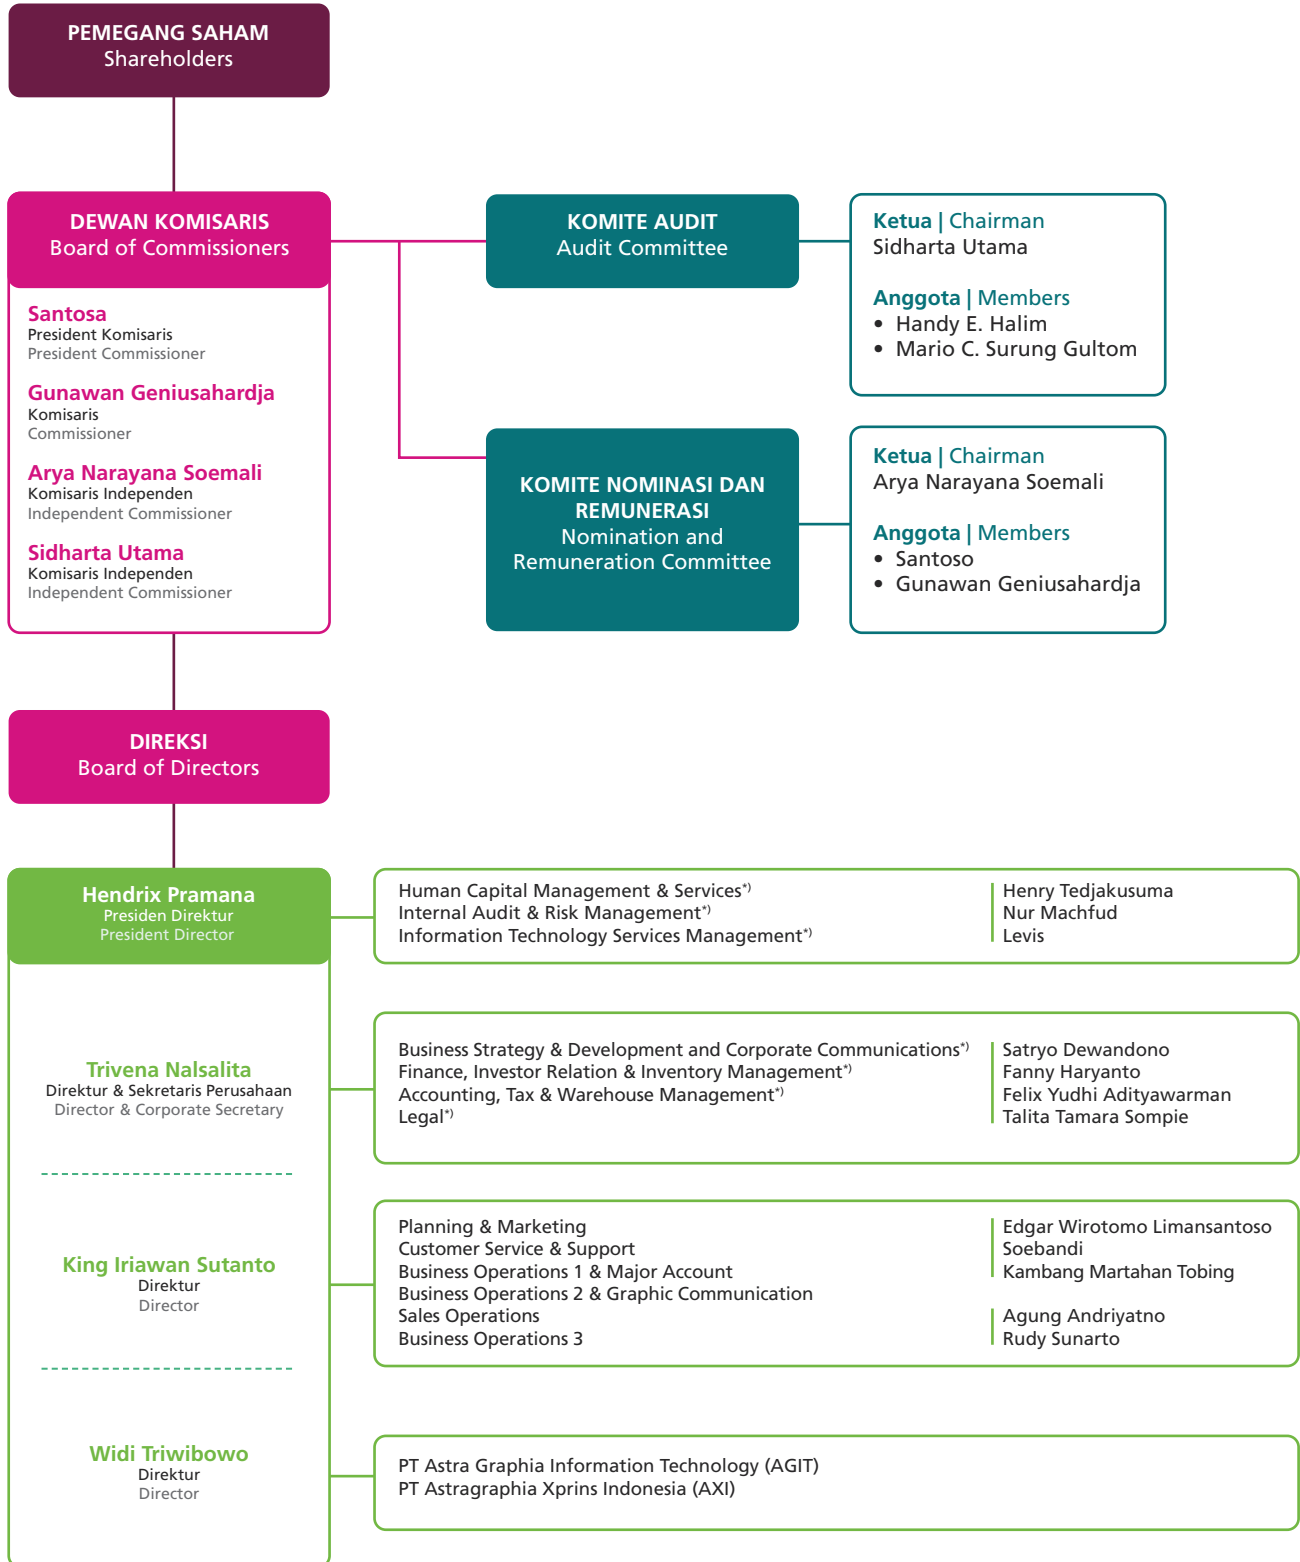 PEMEGANG SAHAM
Shareholders
DEWAN KOMISARIS
Board of Commissioners
Santosa
President Komisaris
President Commissioner
Gunawan Geniusahardja
Komisaris
Commissioner
Arya Narayana Soemali
Komisaris Independen
Independent Commissioner
Sidharta Utama
Komisaris Independen
Independent Commissioner
KOMITE AUDIT
Audit Committee
Ketua | Chairman
Sidharta Utama
Anggota | Members
• Handy E. Halim
• Mario C. Surung Gultom
KOMITE NOMINASI DAN
REMUNERASI
Nomination and
Remuneration Committee
Ketua | Chairman
Arya Narayana Soemali
Anggota | Members
• Santoso
• Gunawan Geniusahardja
DIREKSI
Board of Directors
Hendrix Pramana
Presiden Direktur
President Director
Human Capital Management & Services*)
Internal Audit & Risk Management*)
Information Technology Services Management*)
Henry Tedjakusuma
Nur Machfud
Levis
Trivena Nalsalita
Direktur & Sekretaris Perusahaan
Director & Corporate Secretary
Business Strategy & Development and Corporate Communications*)
Finance, Investor Relation & Inventory Management*)
Accounting, Tax & Warehouse Management*)
Legal*)
Satryo Dewandono
Fanny Haryanto
Felix Yudhi Adityawarman
Talita Tamara Sompie
King Iriawan Sutanto
Direktur
Director
Planning & Marketing
Customer Service & Support
Business Operations 1 & Major Account
Business Operations 2 & Graphic Communication
Sales Operations
Business Operations 3
Edgar Wirotomo Limansantoso
Soebandi
Kambang Martahan Tobing
Agung Andriyatno
Rudy Sunarto
Widi Triwibowo
Direktur
Director
PT Astra Graphia Information Technology (AGIT)
PT Astragraphia Xprins Indonesia (AXI)